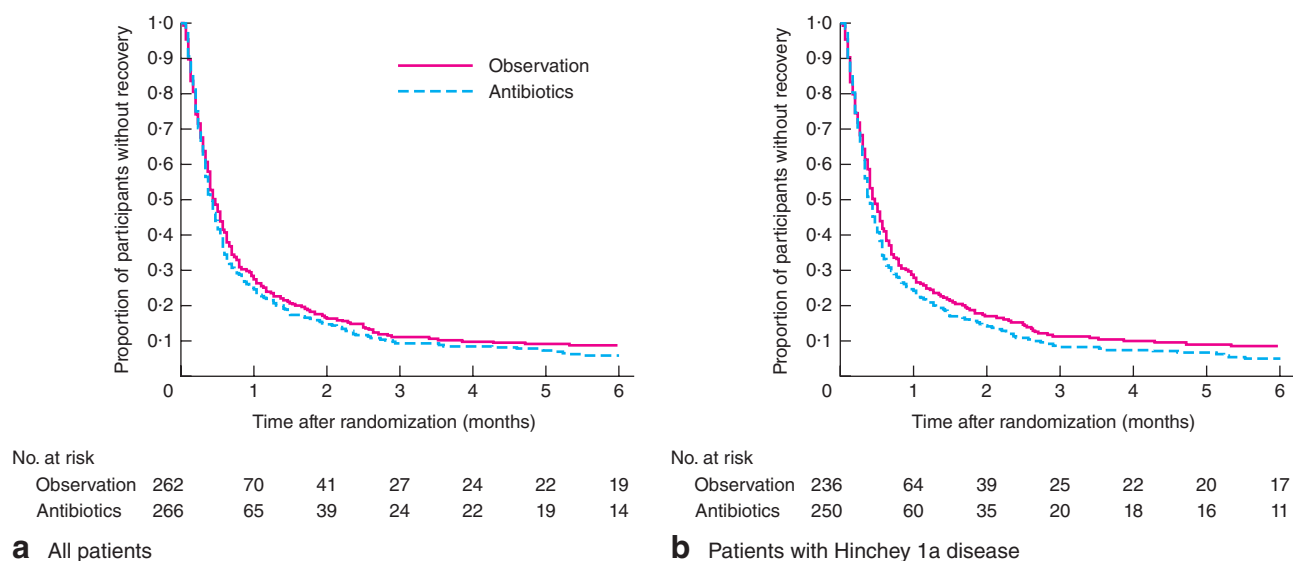 Proportion of participants without recovery
1·0
0·9
0·8
0·7
0·6
0·5
0·4
0·3
0·2
0·1
Observation
Antibiotics
0 1 2 3 4 5 6
Time after randomization (months)
No. at risk
Observation 262 70 41 27 24 22 19
Antibiotics 266 65 39 24 22 19 14
a All patients
Proportion of participants without recovery
1·0
0·9
0·8
0·7
0·6
0·5
0·4
0·3
0·2
0·1
0 1 2 3 4 5 6
Time after randomization (months)
No. at risk
Observation 236 64 39 25 22 20 17
Antibiotics 250 60 35 20 18 16 11
b Patients with Hinchey 1a disease